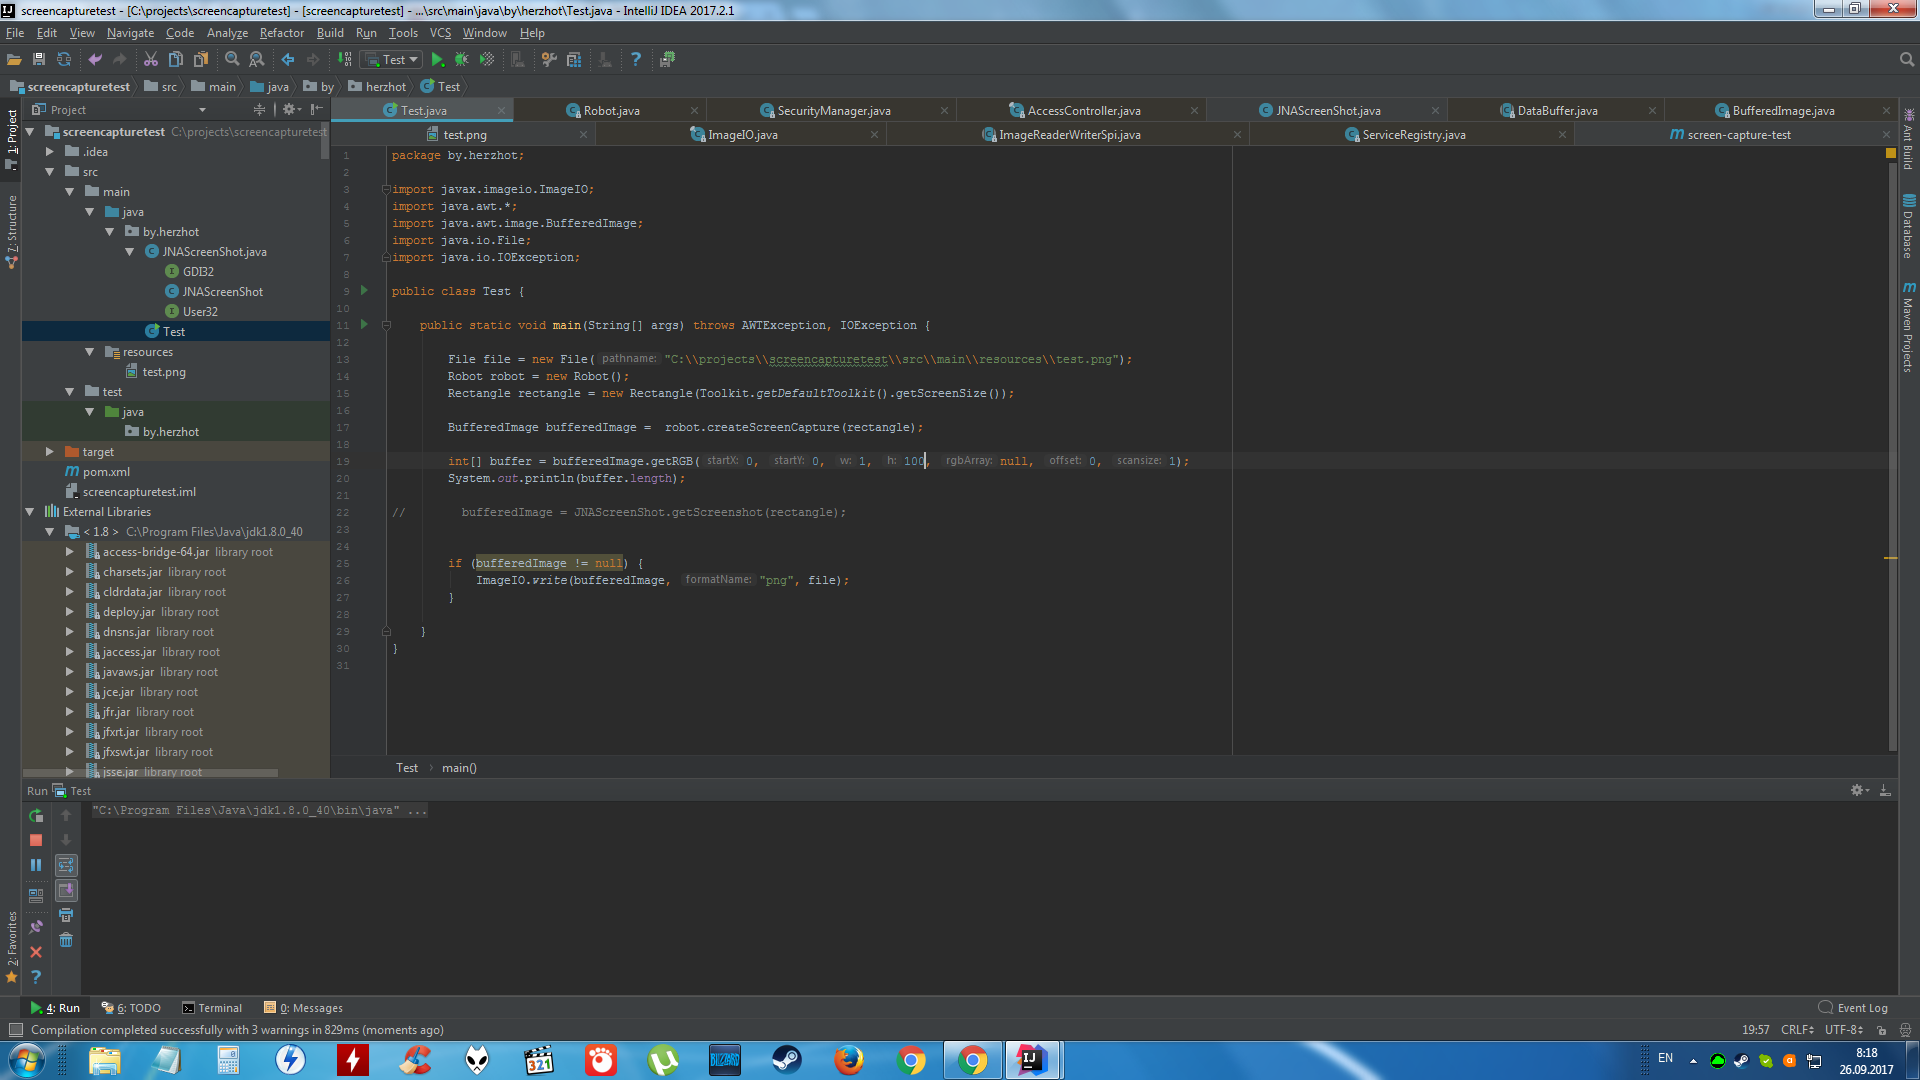 screencapturetest - [C:\projects\screencapturetest] - [screencapturetest] - ...\src\main\java\by\herzhot\Test.java - IntelliJ IDEA 2017.2.1
File Edit View Navigate Code Analyze Refactor Build Run Tools VCS Window Help
Test
screencapturetest src main java by herzhot Test
Project
Test.java Robot.java SecurityManager.java AccessController.java JNAScreenShot.java DataBuffer.java BufferedImage.java
test.png ImageIO.java ImageReaderWriterSpi.java ServiceRegistry.java screen-capture-test
1: Project
7: Structure
2: Favorites
Ant Build
Database
Maven Projects
screencapturetest C:\projects\screencapturetest
.idea
src
main
java
by.herzhot
JNAScreenShot.java
GDI32
JNAScreenShot
User32
Test
resources
test.png
test
java
by.herzhot
target
pom.xml
screencapturetest.iml
External Libraries
< 1.8 > C:\Program Files\Java\jdk1.8.0_40
access-bridge-64.jar library root
charsets.jar library root
cldrdata.jar library root
deploy.jar library root
dnsns.jar library root
jaccess.jar library root
javaws.jar library root
jce.jar library root
jfr.jar library root
jfxrt.jar library root
jfxswt.jar library root
jsse.jar library root
1 package by.herzhot;
2
3 import javax.imageio.ImageIO;
4 import java.awt.*;
5 import java.awt.image.BufferedImage;
6 import java.io.File;
7 import java.io.IOException;
8
9 public class Test {
10
11 public static void main(String[] args) throws AWTException, IOException {
12
13 File file = new File( pathname: "C:\\projects\\screencapturetest\\src\\main\\resources\\test.png");
14 Robot robot = new Robot();
15 Rectangle rectangle = new Rectangle(Toolkit.getDefaultToolkit().getScreenSize());
16
17 BufferedImage bufferedImage =  robot.createScreenCapture(rectangle);
18
19 int[] buffer = bufferedImage.getRGB( startX: 0, startY: 0, w: 1, h: 100, rgbArray: null, offset: 0, scansize: 1);
20 System.out.println(buffer.length);
21
22 // bufferedImage = JNAScreenShot.getScreenshot(rectangle);
23
24
25 if (bufferedImage != null) {
26 ImageIO.write(bufferedImage, formatName: "png", file);
27 }
28
29 }
30 }
31
Test main()
Run Test
"C:\Program Files\Java\jdk1.8.0_40\bin\java" ...
4: Run 6: TODO Terminal 0: Messages Event Log
Compilation completed successfully with 3 warnings in 829ms (moments ago) 19:57 CRLF UTF-8
321
BLIZZARD
IJ
EN
8:18
26.09.2017